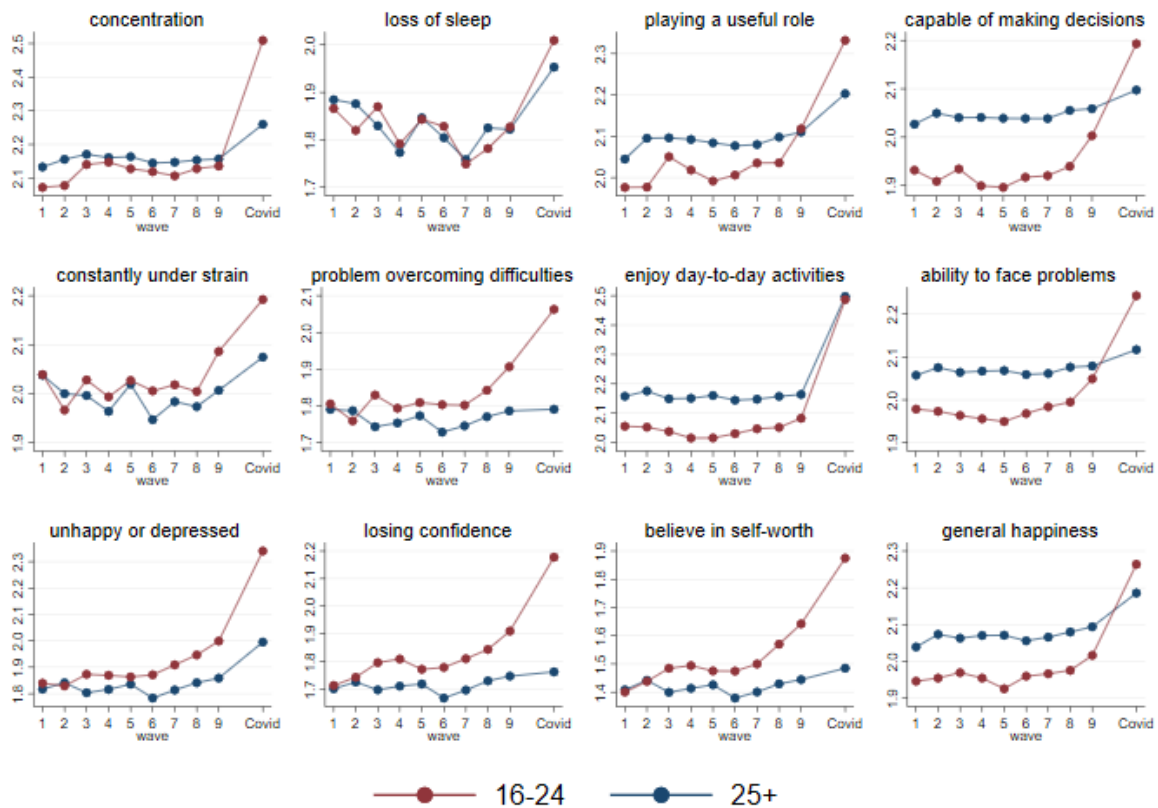 concentration
2.5
2.4
2.3
2.2
2.1
1 2 3 4 5 6 7 8 9 Covid
wave
loss of sleep
2.0
1.9
1.8
1.7
1 2 3 4 5 6 7 8 9 Covid
wave
playing a useful role
2.3
2.2
2.1
2.0
1 2 3 4 5 6 7 8 9 Covid
wave
capable of making decisions
2.2
2.1
2.0
1.9
1 2 3 4 5 6 7 8 9 Covid
wave
constantly under strain
2.2
2.1
2.0
1.9
1 2 3 4 5 6 7 8 9 Covid
wave
problem overcoming difficulties
2.1
2.0
1.9
1.8
1.7
1 2 3 4 5 6 7 8 9 Covid
wave
enjoy day-to-day activities
2.5
2.4
2.3
2.2
2.1
2.0
1 2 3 4 5 6 7 8 9 Covid
wave
ability to face problems
2.2
2.1
2.0
1.9
1 2 3 4 5 6 7 8 9 Covid
wave
unhappy or depressed
2.3
2.2
2.1
2.0
1.9
1.8
1 2 3 4 5 6 7 8 9 Covid
wave
losing confidence
2.2
2.1
2.0
1.9
1.8
1.7
1 2 3 4 5 6 7 8 9 Covid
wave
believe in self-worth
1.9
1.8
1.7
1.6
1.5
1.4
1 2 3 4 5 6 7 8 9 Covid
wave
general happiness
2.3
2.2
2.1
2.0
1.9
1 2 3 4 5 6 7 8 9 Covid
wave
16-24 25+